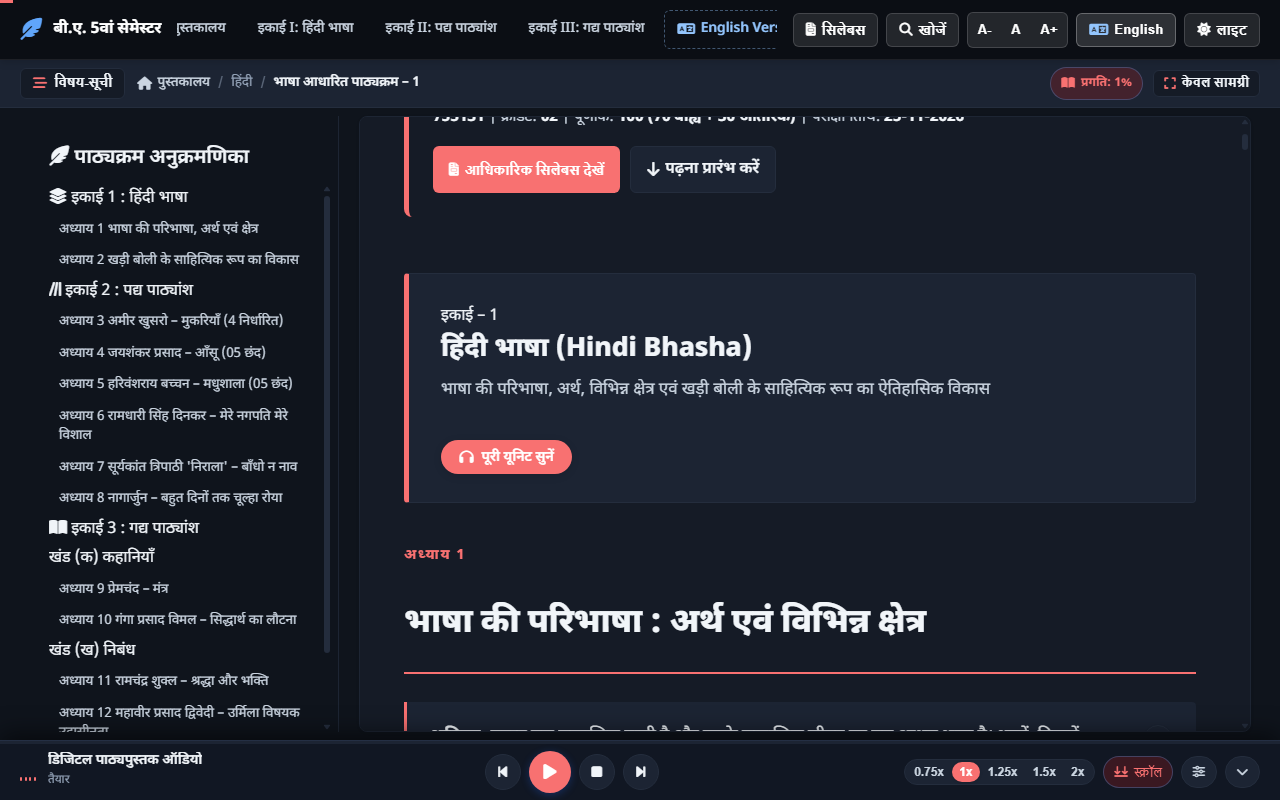 बी.ए. 5वां सेमेस्टर
पुस्तकालय
इकाई I: हिंदी भाषा
इकाई II: पद्य पाठ्यांश
इकाई III: गद्य पाठ्यांश
English Vers
सिलेबस
खोजें
A- A A+
English
लाइट
विषय-सूची
पुस्तकालय / हिंदी / भाषा आधारित पाठ्यक्रम – 1
प्रगति: 1%
केवल सामग्री
पाठ्यक्रम अनुक्रमणिका
इकाई 1 : हिंदी भाषा
अध्याय 1 भाषा की परिभाषा, अर्थ एवं क्षेत्र
अध्याय 2 खड़ी बोली के साहित्यिक रूप का विकास
इकाई 2 : पद्य पाठ्यांश
अध्याय 3 अमीर खुसरो – मुकरियाँ (4 निर्धारित)
अध्याय 4 जयशंकर प्रसाद – आँसू (05 छंद)
अध्याय 5 हरिवंशराय बच्चन – मधुशाला (05 छंद)
अध्याय 6 रामधारी सिंह दिनकर – मेरे नगपति मेरे
विशाल
अध्याय 7 सूर्यकांत त्रिपाठी 'निराला' – बाँधो न नाव
अध्याय 8 नागार्जुन – बहुत दिनों तक चूल्हा रोया
इकाई 3 : गद्य पाठ्यांश
खंड (क) कहानियाँ
अध्याय 9 प्रेमचंद – मंत्र
अध्याय 10 गंगा प्रसाद विमल – सिद्धार्थ का लौटना
खंड (ख) निबंध
अध्याय 11 रामचंद्र शुक्ल – श्रद्धा और भक्ति
अध्याय 12 महावीर प्रसाद द्विवेदी – उर्मिला विषयक
आधिकारिक सिलेबस देखें
पढ़ना प्रारंभ करें
इकाई – 1
हिंदी भाषा (Hindi Bhasha)
भाषा की परिभाषा, अर्थ, विभिन्न क्षेत्र एवं खड़ी बोली के साहित्यिक रूप का ऐतिहासिक विकास
पूरी यूनिट सुनें
अध्याय 1
भाषा की परिभाषा : अर्थ एवं विभिन्न क्षेत्र
डिजिटल पाठ्यपुस्तक ऑडियो
तैयार
0.75x 1x 1.25x 1.5x 2x
स्क्रॉल